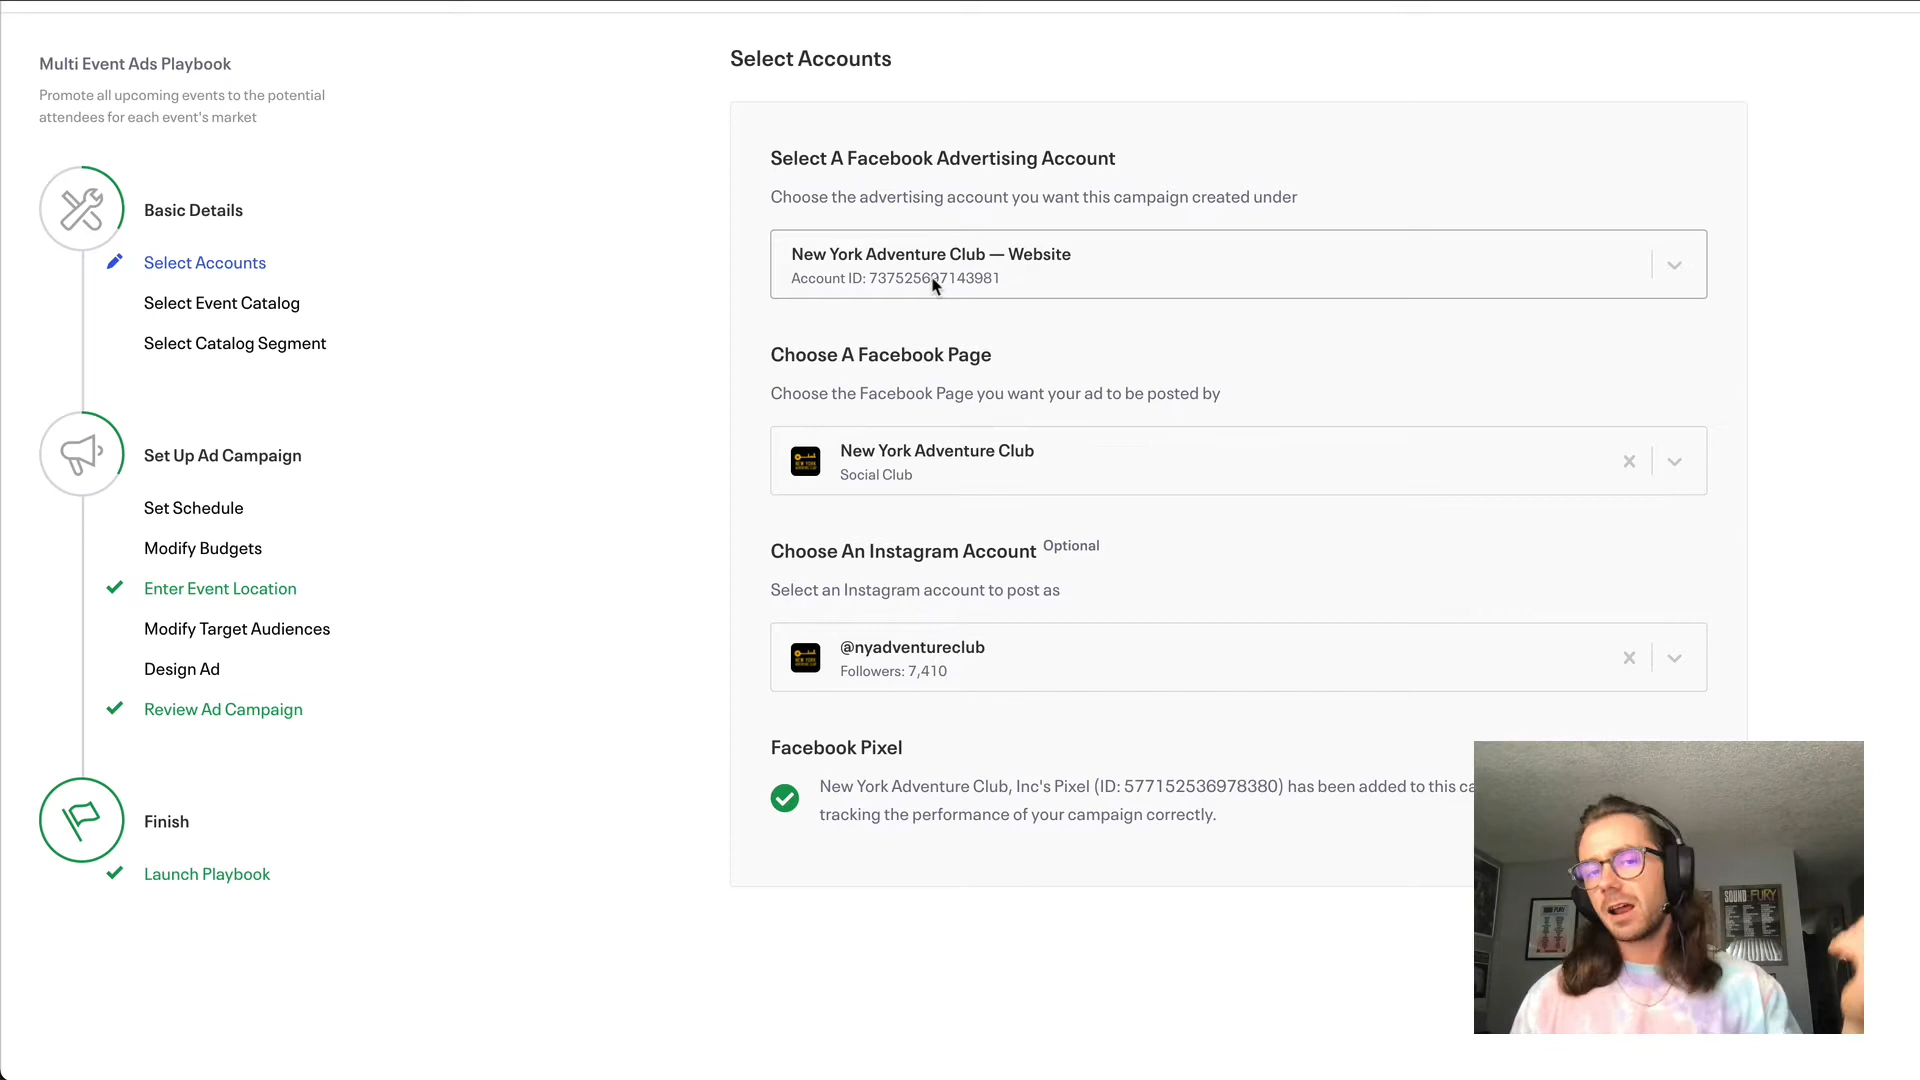 Multi Event Ads Playbook
Promote all upcoming events to the potential
attendees for each event's market
Basic Details
Select Accounts
Select Event Catalog
Select Catalog Segment
Set Up Ad Campaign
Set Schedule
Modify Budgets
Enter Event Location
Modify Target Audiences
Design Ad
Review Ad Campaign
Finish
Launch Playbook
Select Accounts
Select A Facebook Advertising Account
Choose the advertising account you want this campaign created under
New York Adventure Club — Website
Account ID: 737525697143981
Choose A Facebook Page
Choose the Facebook Page you want your ad to be posted by
New York Adventure Club
Social Club
Choose An Instagram Account Optional
Select an Instagram account to post as
@nyadventureclub
Followers: 7,410
Facebook Pixel
New York Adventure Club, Inc's Pixel (ID: 577152536978380) has been added to this ca
tracking the performance of your campaign correctly.
SOUND FURY